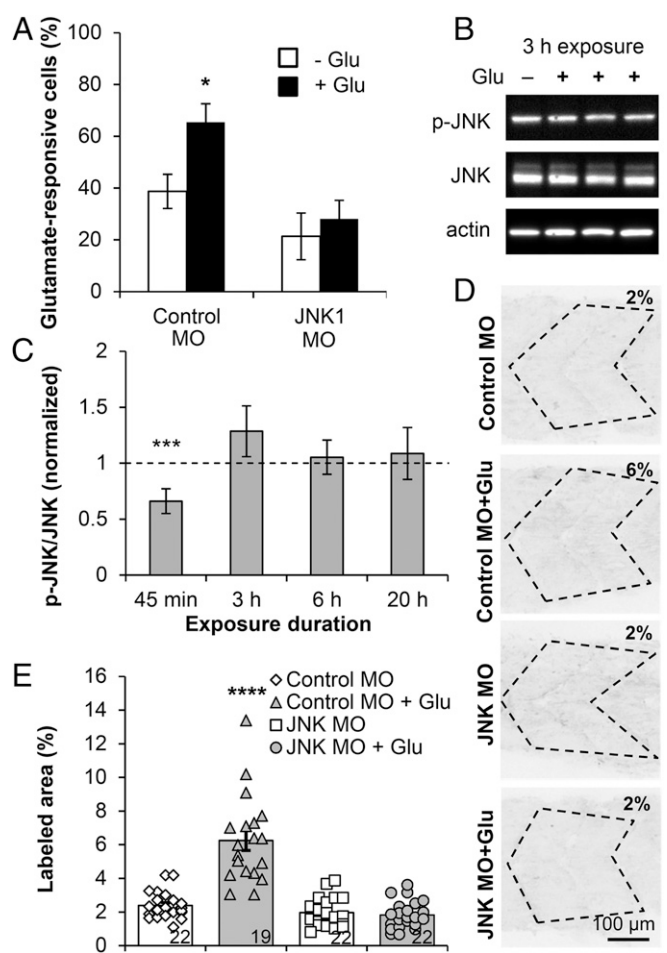 A
Glutamate-responsive cells (%)
100
80
60
40
20
0
*
- Glu
+ Glu
Control
MO
JNK1
MO
B
3 h exposure
Glu – + + +
p-JNK
JNK
actin
C
p-JNK/JNK (normalized)
2
1.5
1
0.5
0
***
45 min 3 h 6 h 20 h
Exposure duration
D
Control MO
2%
Control MO+Glu
6%
JNK MO
2%
JNK MO+Glu
2%
100 µm
E
Labeled area (%)
16
14
12
10
8
6
4
2
0
****
Control MO
Control MO + Glu
JNK MO
JNK MO + Glu
22 19 22 22